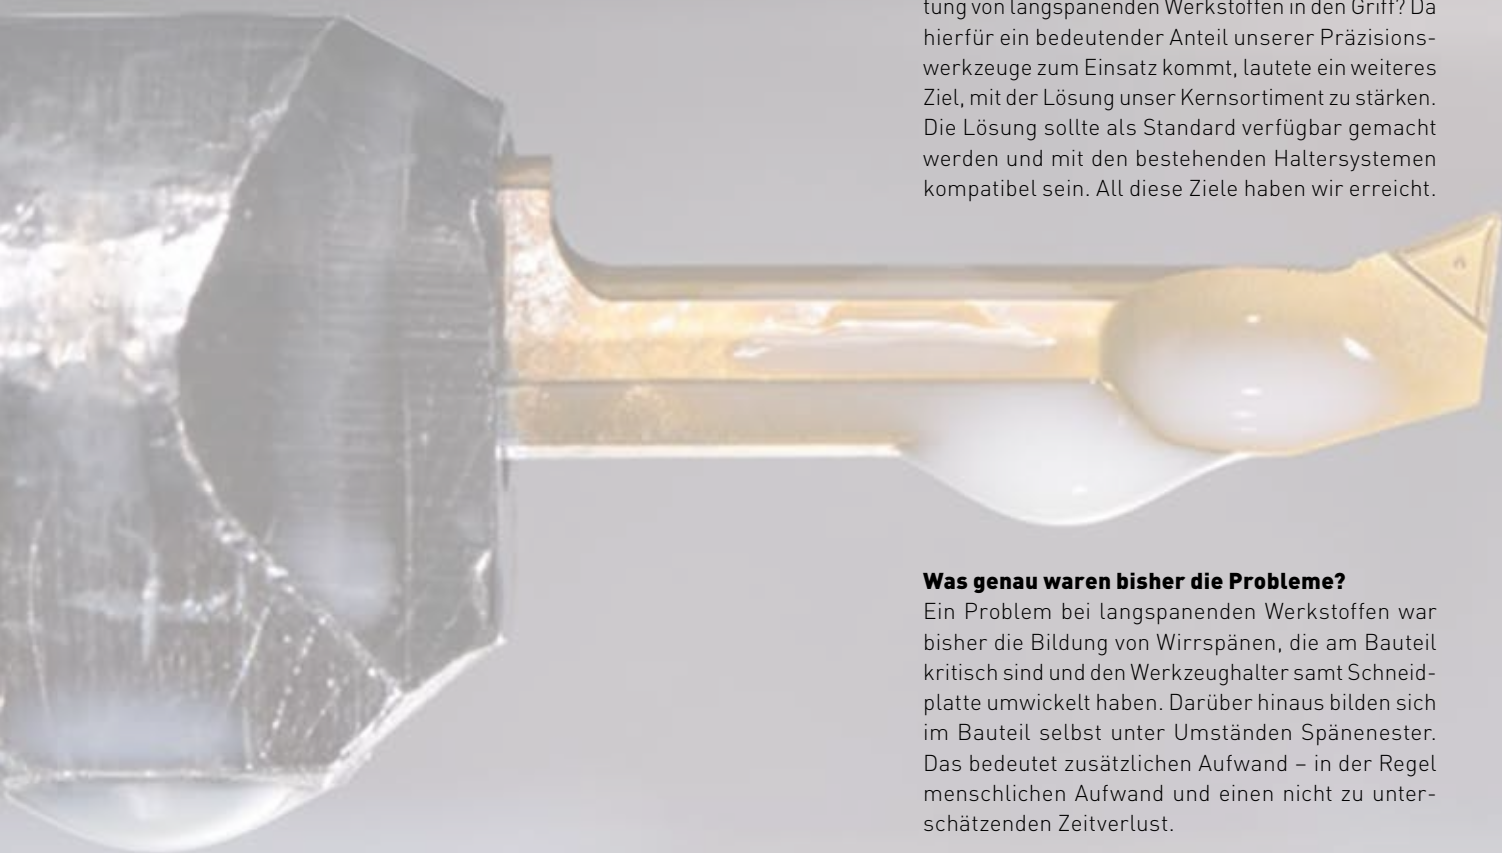 tung von langspanenden Werkstoffen in den Griff? Da
hierfür ein bedeutender Anteil unserer Präzisions-
werkzeuge zum Einsatz kommt, lautete ein weiteres
Ziel, mit der Lösung unser Kernsortiment zu stärken.
Die Lösung sollte als Standard verfügbar gemacht
werden und mit den bestehenden Haltersystemen
kompatibel sein. All diese Ziele haben wir erreicht.
Was genau waren bisher die Probleme?
Ein Problem bei langspanenden Werkstoffen war
bisher die Bildung von Wirrspänen, die am Bauteil
kritisch sind und den Werkzeughalter samt Schneid-
platte umwickelt haben. Darüber hinaus bilden sich
im Bauteil selbst unter Umständen Spänenester.
Das bedeutet zusätzlichen Aufwand – in der Regel
menschlichen Aufwand und einen nicht zu unter-
schätzenden Zeitverlust.